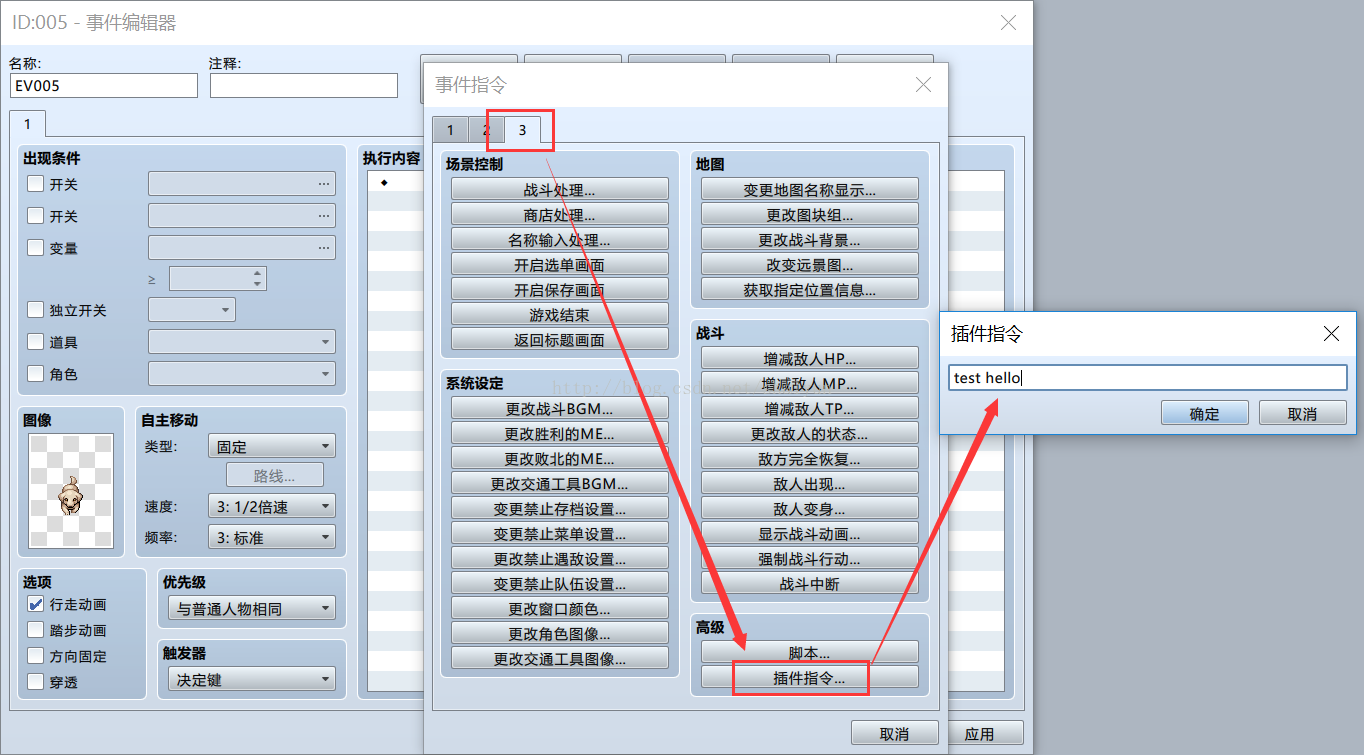 ID:005 - 事件编辑器
名称:
注释:
EV005
1
出现条件
开关
...
开关
...
变量
...
≥
独立开关
道具
角色
图像
自主移动
类型:
固定
路线...
速度:
3: 1/2倍速
频率:
3: 标准
选项
行走动画
踏步动画
方向固定
穿透
优先级
与普通人物相同
触发器
决定键
执行内容
◆
事件指令
1
2
3
场景控制
战斗处理...
商店处理...
名称输入处理...
开启选单画面
开启保存画面
游戏结束
返回标题画面
系统设定
更改战斗BGM...
更改胜利的ME...
更改败北的ME...
更改交通工具BGM...
变更禁止存档设置...
变更禁止菜单设置...
更改禁止遇敌设置...
变更禁止队伍设置...
更改窗口颜色...
更改角色图像...
更改交通工具图像...
地图
变更地图名称显示...
更改图块组...
更改战斗背景...
改变远景图...
获取指定位置信息...
战斗
增减敌人HP...
增减敌人MP...
增减敌人TP...
更改敌人的状态...
敌方完全恢复...
敌人出现...
敌人变身...
显示战斗动画...
强制战斗行动...
战斗中断
高级
脚本...
插件指令...
取消
应用
插件指令
test hello
确定
取消